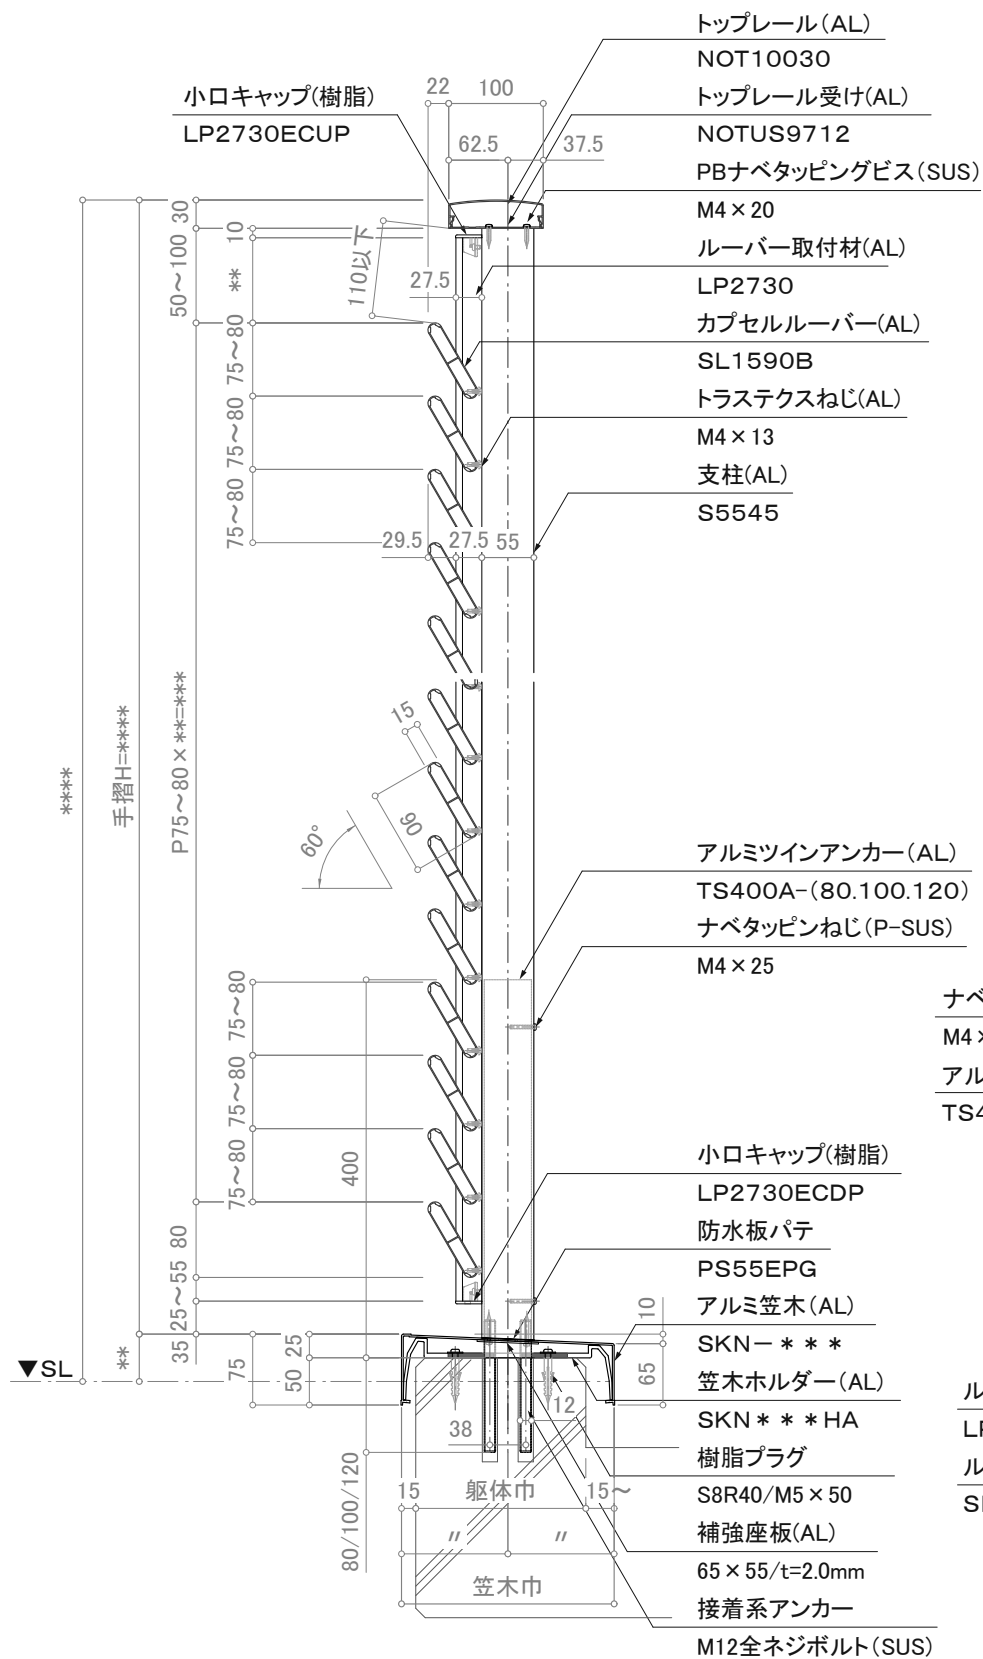 トップレール（AL）
NOT10030
22
100
小口キャップ(樹脂)
LP2730ECUP
トップレール受け(AL)
NOTUS9712
62.5
37.5
PBナベタッピングビス（SUS）
M4×20
30
10
50～100
**
110以下
27.5
ルーバー取付材(AL)
LP2730
カプセルルーバー(AL)
SL1590B
75～80
75～80
75～80
トラステクスねじ(AL)
M4×13
支柱(AL)
S5545
29.5
27.5
55
****
手摺H=****
P75～80×**=****
15
90
60°
アルミツインアンカー（AL）
TS400A-(80.100.120)
ナベタッピンねじ（P-SUS）
M4×25
75～80
75～80
75～80
400
ナベ
M4×
アル
TS4
小口キャップ(樹脂)
LP2730ECDP
防水板パテ
PS55EPG
アルミ笠木（AL）
SKN－＊＊＊
笠木ホルダー（AL）
SKN＊＊＊HA
80
25～55
35
**
75
25
50
10
65
▼SL
12
38
80/100/120
15
躯体巾
15～
〃
〃
笠木巾
樹脂プラグ
S8R40/M5×50
補強座板(AL)
65×55/t=2.0mm
接着系アンカー
M12全ネジボルト（SUS）
ル
ル